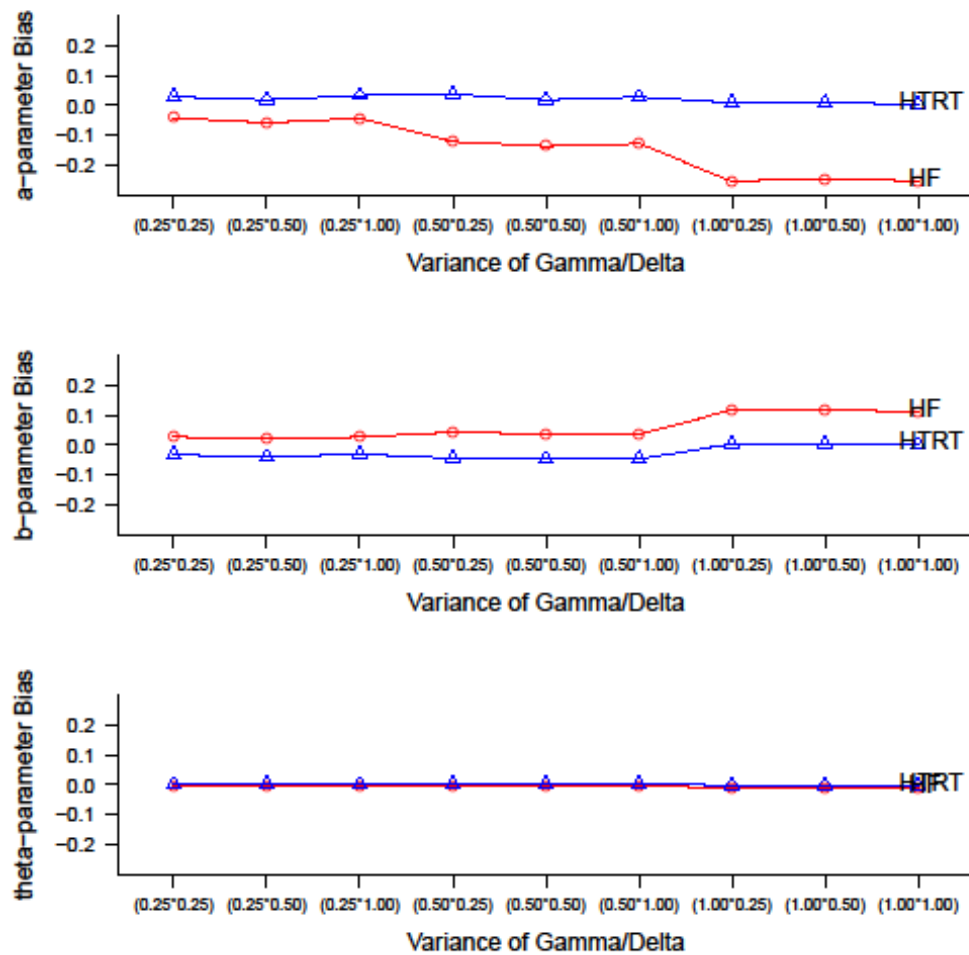 a-parameter Bias
0.2
0.1
0.0
-0.1
-0.2
HTRT
HF
(0.25*0.25) (0.25*0.50) (0.25*1.00) (0.50*0.25) (0.50*0.50) (0.50*1.00) (1.00*0.25) (1.00*0.50) (1.00*1.00)
Variance of Gamma/Delta
b-parameter Bias
0.2
0.1
0.0
-0.1
-0.2
HF
HTRT
(0.25*0.25) (0.25*0.50) (0.25*1.00) (0.50*0.25) (0.50*0.50) (0.50*1.00) (1.00*0.25) (1.00*0.50) (1.00*1.00)
Variance of Gamma/Delta
theta-parameter Bias
0.2
0.1
0.0
-0.1
-0.2
HTRT
HF
(0.25*0.25) (0.25*0.50) (0.25*1.00) (0.50*0.25) (0.50*0.50) (0.50*1.00) (1.00*0.25) (1.00*0.50) (1.00*1.00)
Variance of Gamma/Delta